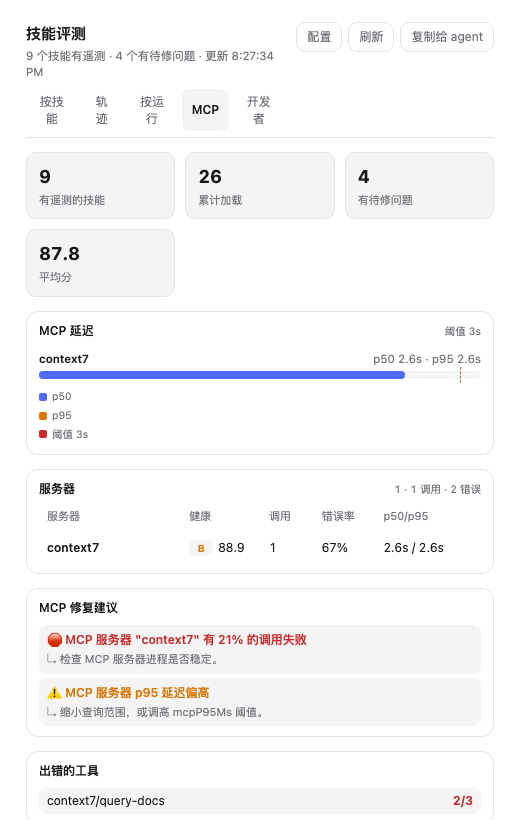 技能评测
9 个技能有遥测 · 4 个有待修问题 · 更新 8:27:34
PM
配置
刷新
复制给 agent
按技
能
轨
迹
按运
行
MCP
开发
者
9
有遥测的技能
26
累计加载
4
有待修问题
87.8
平均分
MCP 延迟
阈值 3s
context7
p50 2.6s · p95 2.6s
p50
p95
阈值 3s
服务器
1 · 1 调用 · 2 错误
服务器 健康 调用 错误率 p50/p95
context7 B 88.9 1 67% 2.6s / 2.6s
MCP 修复建议
🛑 MCP 服务器 "context7" 有 21% 的调用失败
↳ 检查 MCP 服务器进程是否稳定。
⚠️ MCP 服务器 p95 延迟偏高
↳ 缩小查询范围，或调高 mcpP95Ms 阈值。
出错的工具
context7/query-docs 2/3